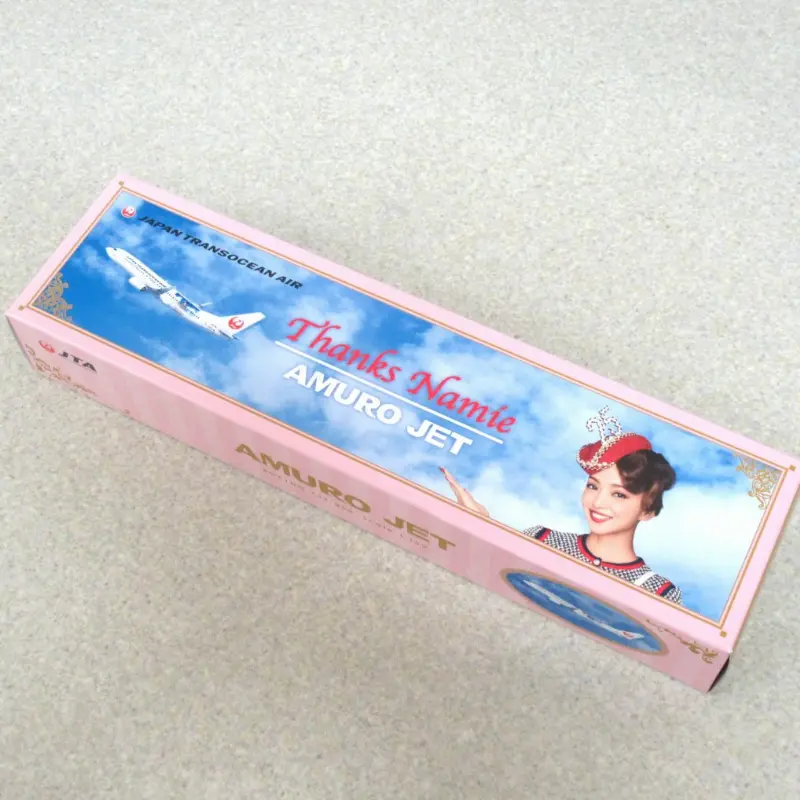 JAPAN TRANSOCEAN AIR
Thanks Namie
AMURO JET
JTA
AMURO JET